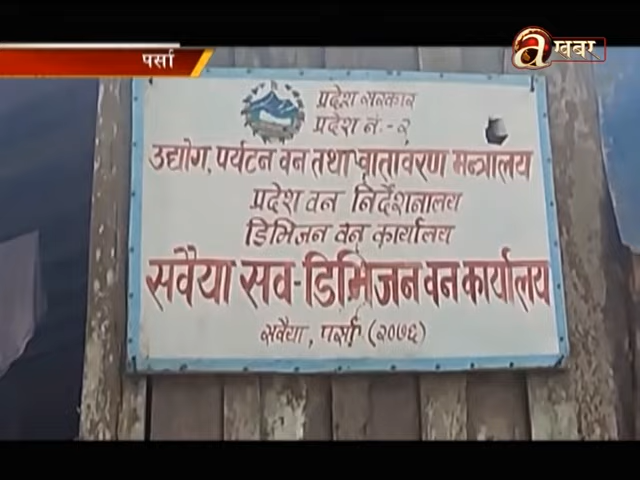 पर्सा
a खबर
प्रदेश सरकार
प्रदेश नं.-२
उद्योग, पर्यटन वन तथा वातावरण मन्त्रालय
प्रदेश वन निर्देशनालय
डिभिजन वन कार्यालय
सवैया सव-डिभिजन वन कार्यालय
सवैया, पर्सा (२०७६)